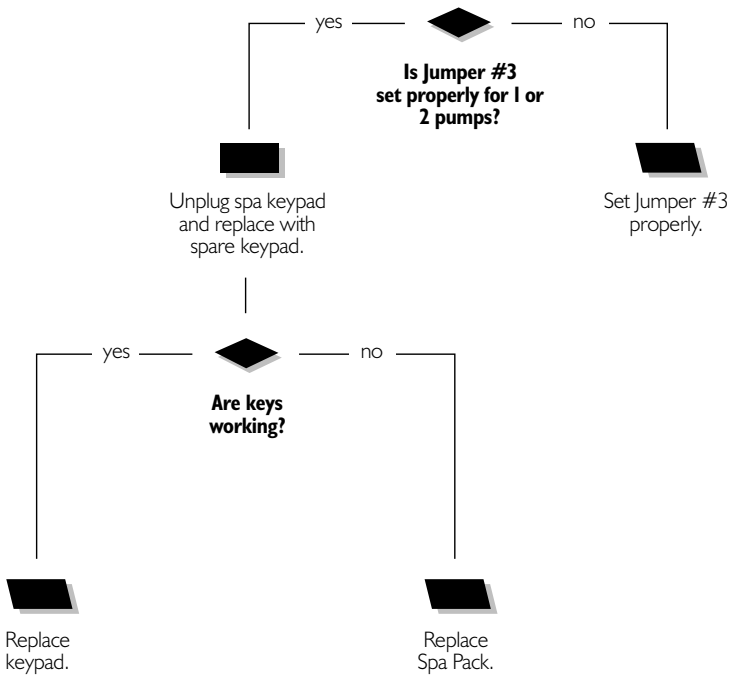 yes
no
Is Jumper #3
set properly for 1 or
2 pumps?
Unplug spa keypad
and replace with
spare keypad.
Set Jumper #3
properly.
yes
no
Are keys
working?
Replace
keypad.
Replace
Spa Pack.